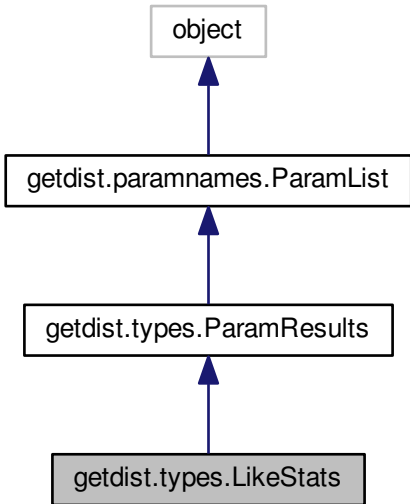 object
getdist.paramnames.ParamList
getdist.types.ParamResults
getdist.types.LikeStats